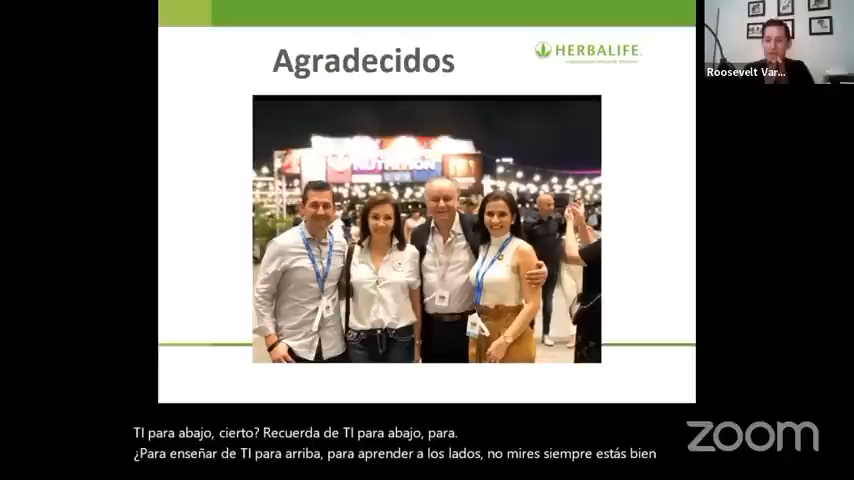 Agradecidos
HERBALIFE
NUTRITION
Roosevelt Var...
TI para abajo, cierto? Recuerda de TI para abajo, para.
¿Para enseñar de TI para arriba, para aprender a los lados, no mires siempre estás bien
zoom